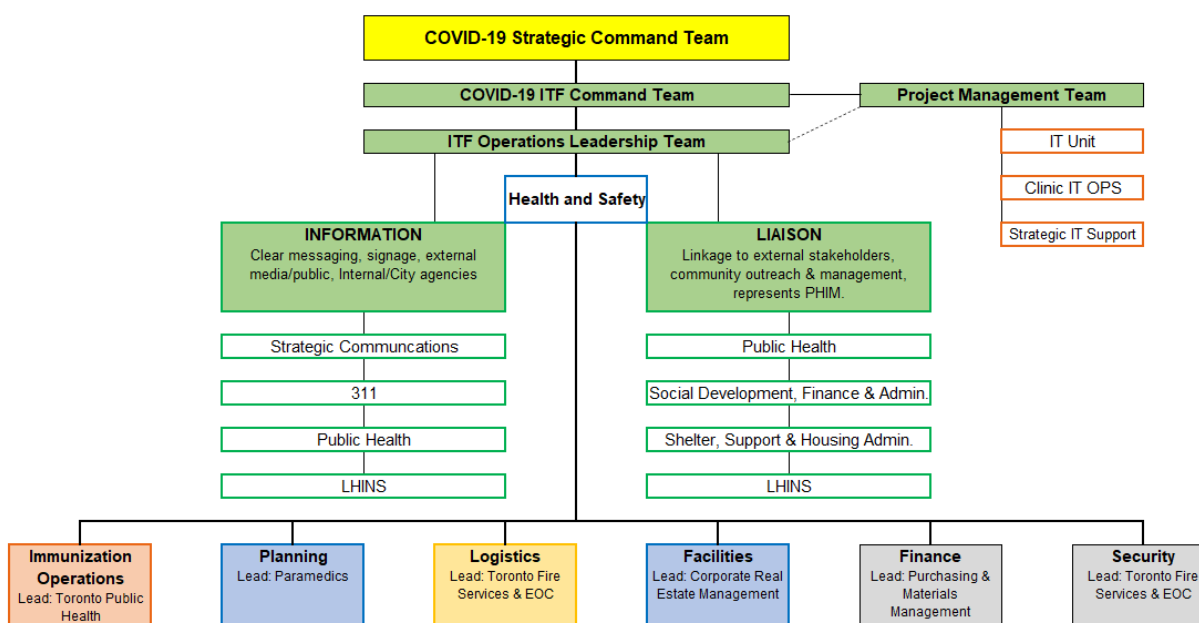 COVID-19 Strategic Command Team
COVID-19 ITF Command Team
Project Management Team
ITF Operations Leadership Team
IT Unit
Clinic IT OPS
Strategic IT Support
Health and Safety
INFORMATION
Clear messaging, signage, external
media/public, Internal/City agencies
Strategic Communcations
311
Public Health
LHINS
LIAISON
Linkage to external stakeholders,
community outreach & management,
represents PHIM.
Public Health
Social Development, Finance & Admin.
Shelter, Support & Housing Admin.
LHINS
Immunization
Operations
Lead: Toronto Public
Health
Planning
Lead: Paramedics
Logistics
Lead: Toronto Fire
Services & EOC
Facilities
Lead: Corporate Real
Estate Management
Finance
Lead: Purchasing &
Materials
Management
Security
Lead: Toronto Fire
Services & EOC